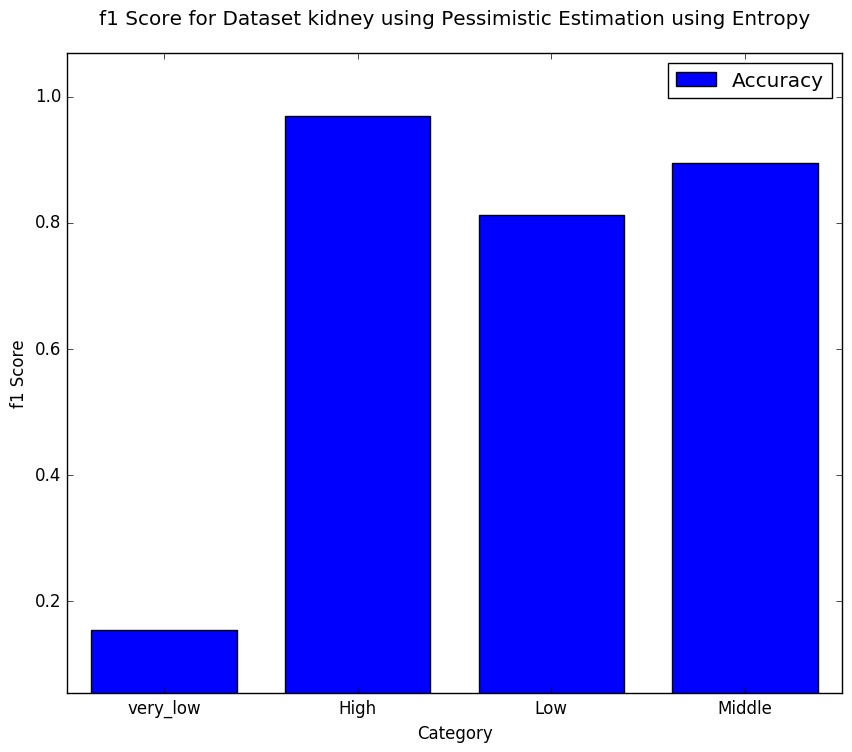 f1 Score for Dataset kidney using Pessimistic Estimation using Entropy
Accuracy
1.0
0.8
0.6
0.4
0.2
f1 Score
very_low High Low Middle
Category